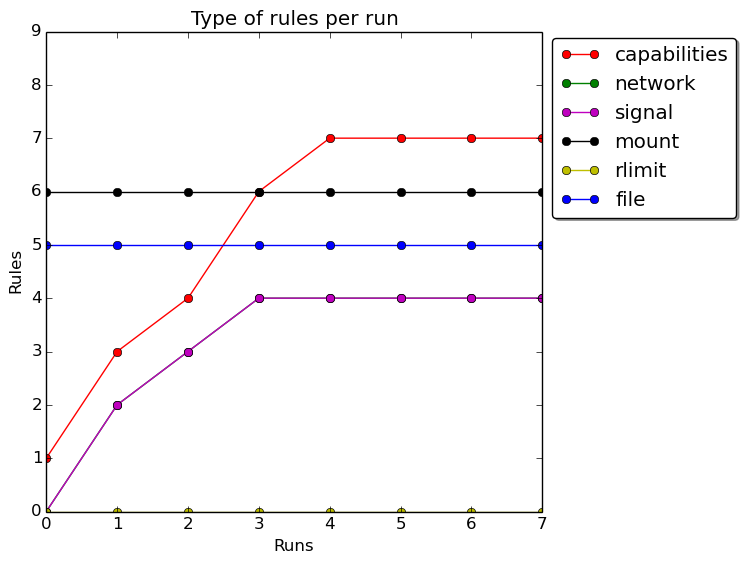 Type of rules per run
9
8
7
6
5
4
3
2
1
0
Rules
0 1 2 3 4 5 6 7
Runs
capabilities
network
signal
mount
rlimit
file